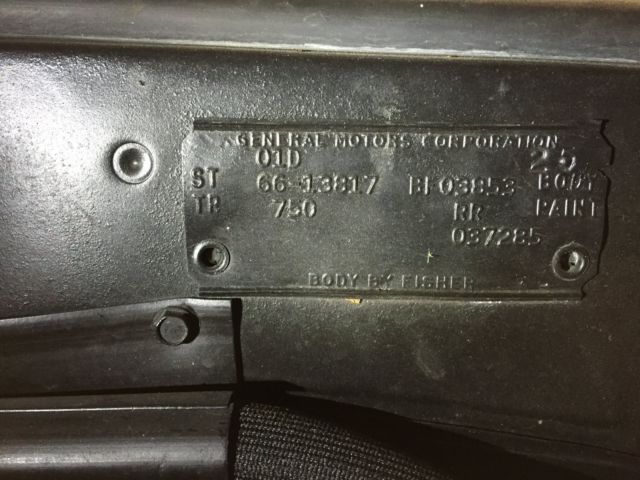 GENERAL MOTORS CORPORATION
01D 25
ST 66-13817 BF03853 BODY
TR 750 RR PAINT
037285
BODY BY FISHER